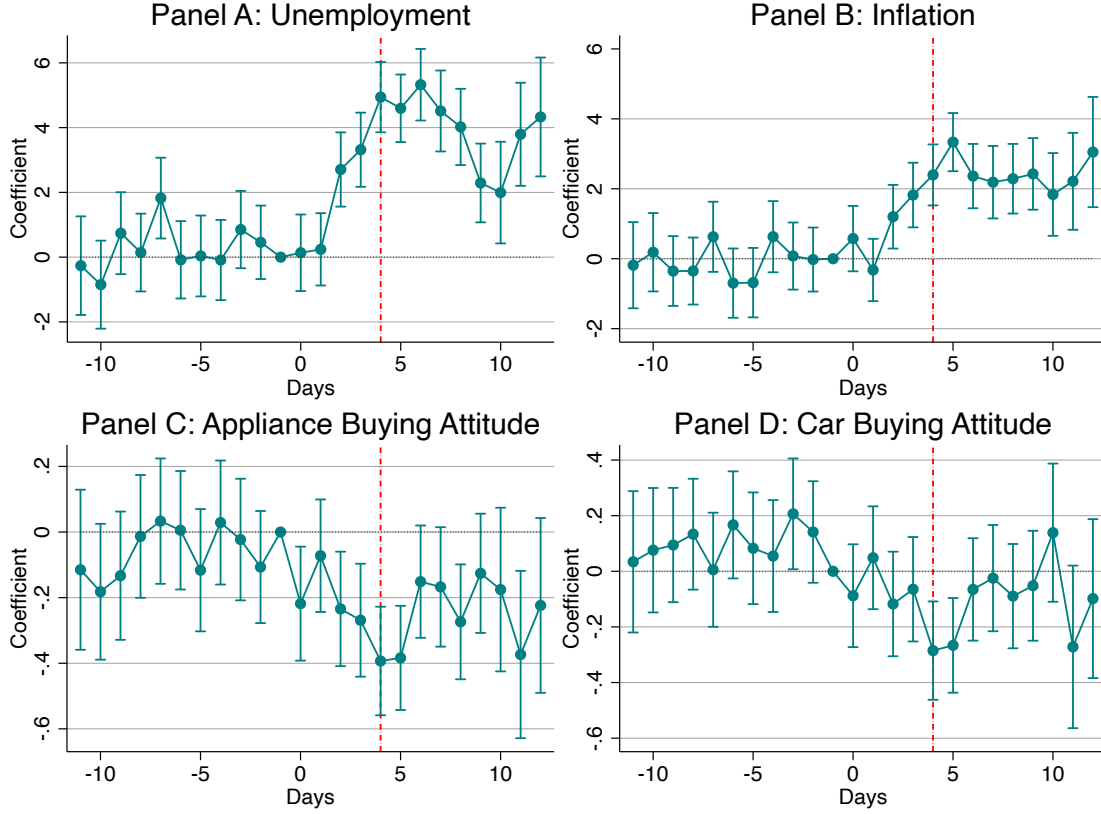 Panel A: Unemployment
Coefficient
6
4
2
0
-2
-10 -5 0 5 10
Days
Panel B: Inflation
Coefficient
6
4
2
0
-2
-10 -5 0 5 10
Days
Panel C: Appliance Buying Attitude
Coefficient
.2
0
-.2
-.4
-.6
-10 -5 0 5 10
Days
Panel D: Car Buying Attitude
Coefficient
.4
.2
0
-.2
-.4
-.6
-10 -5 0 5 10
Days